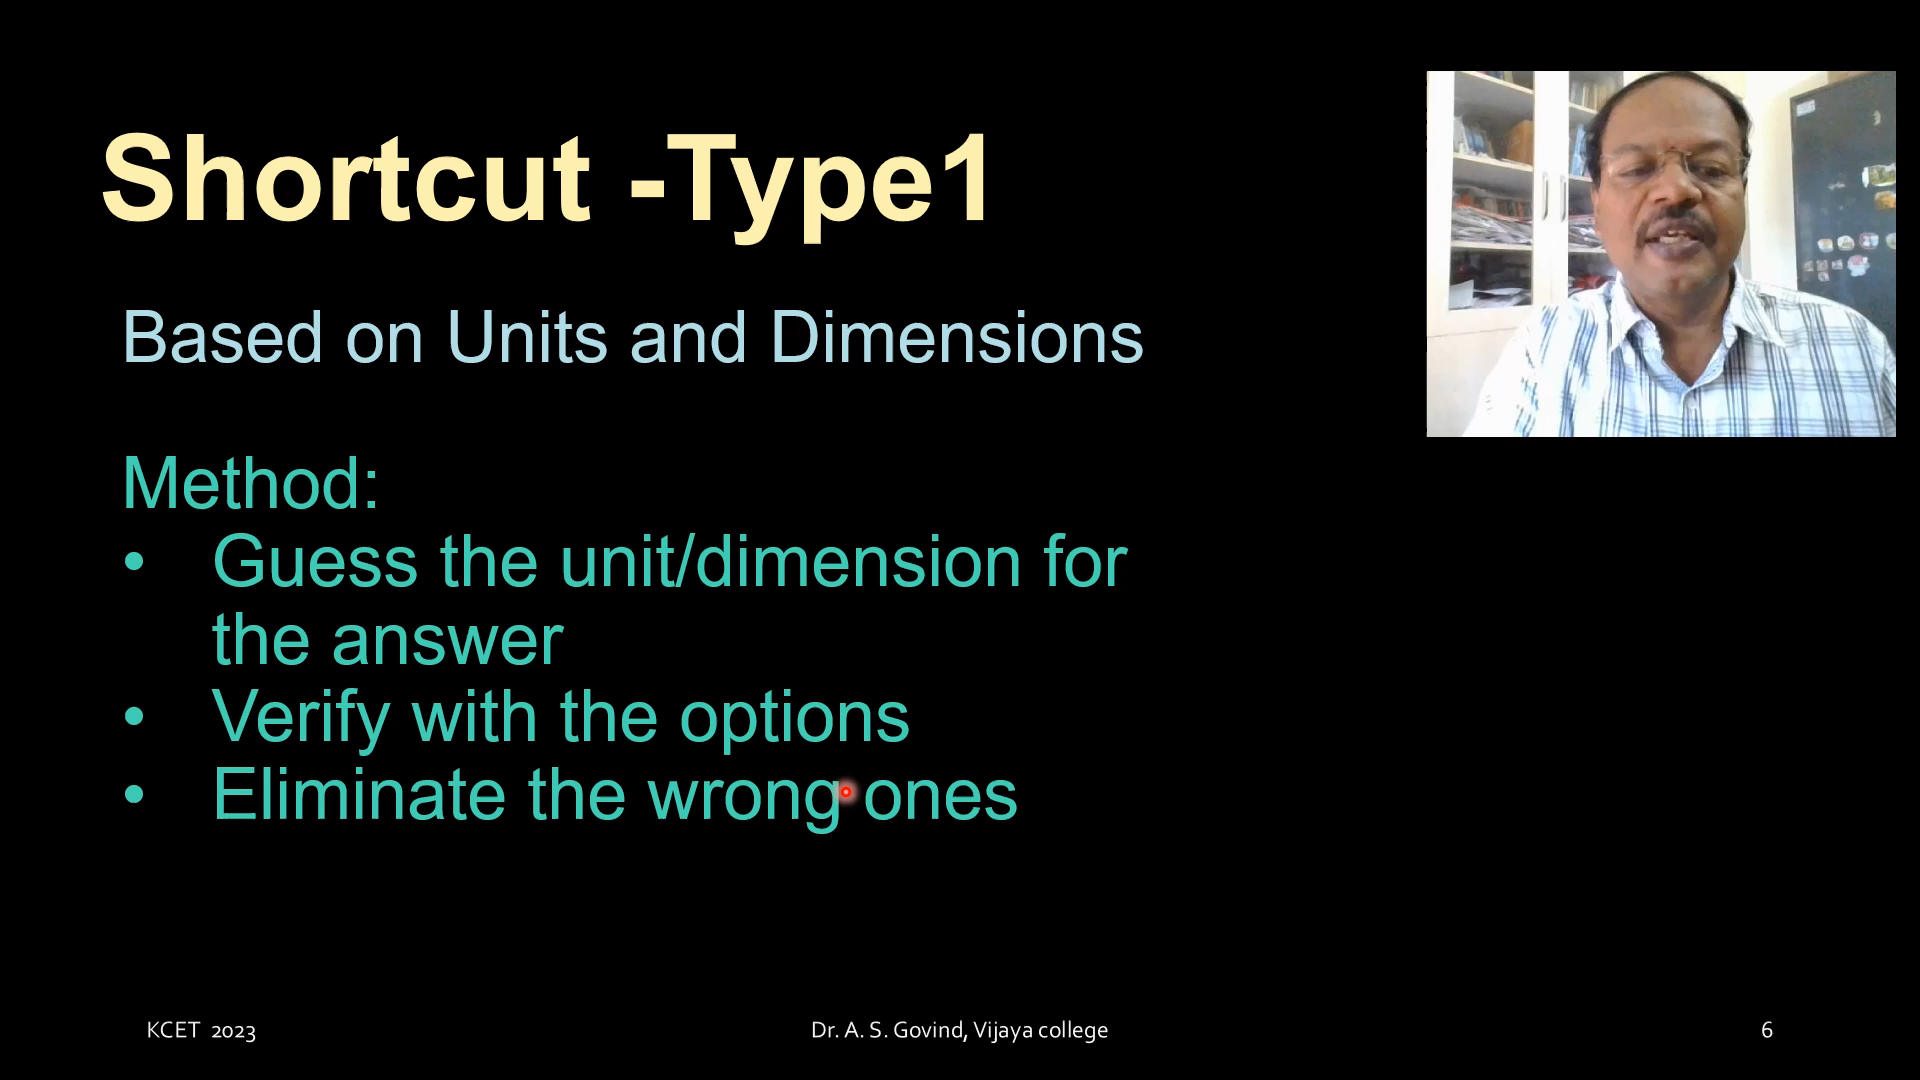 Shortcut -Type1
Based on Units and Dimensions
Method:
• Guess the unit/dimension for
the answer
• Verify with the options
• Eliminate the wrong ones
KCET 2023
Dr. A. S. Govind, Vijaya college
6